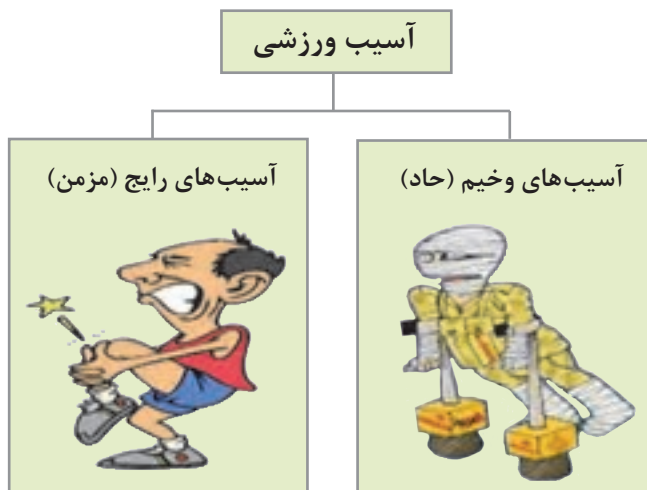 آسیب ورزشی
آسیب‌های وخیم (حاد)
آسیب‌های رایج (مزمن)